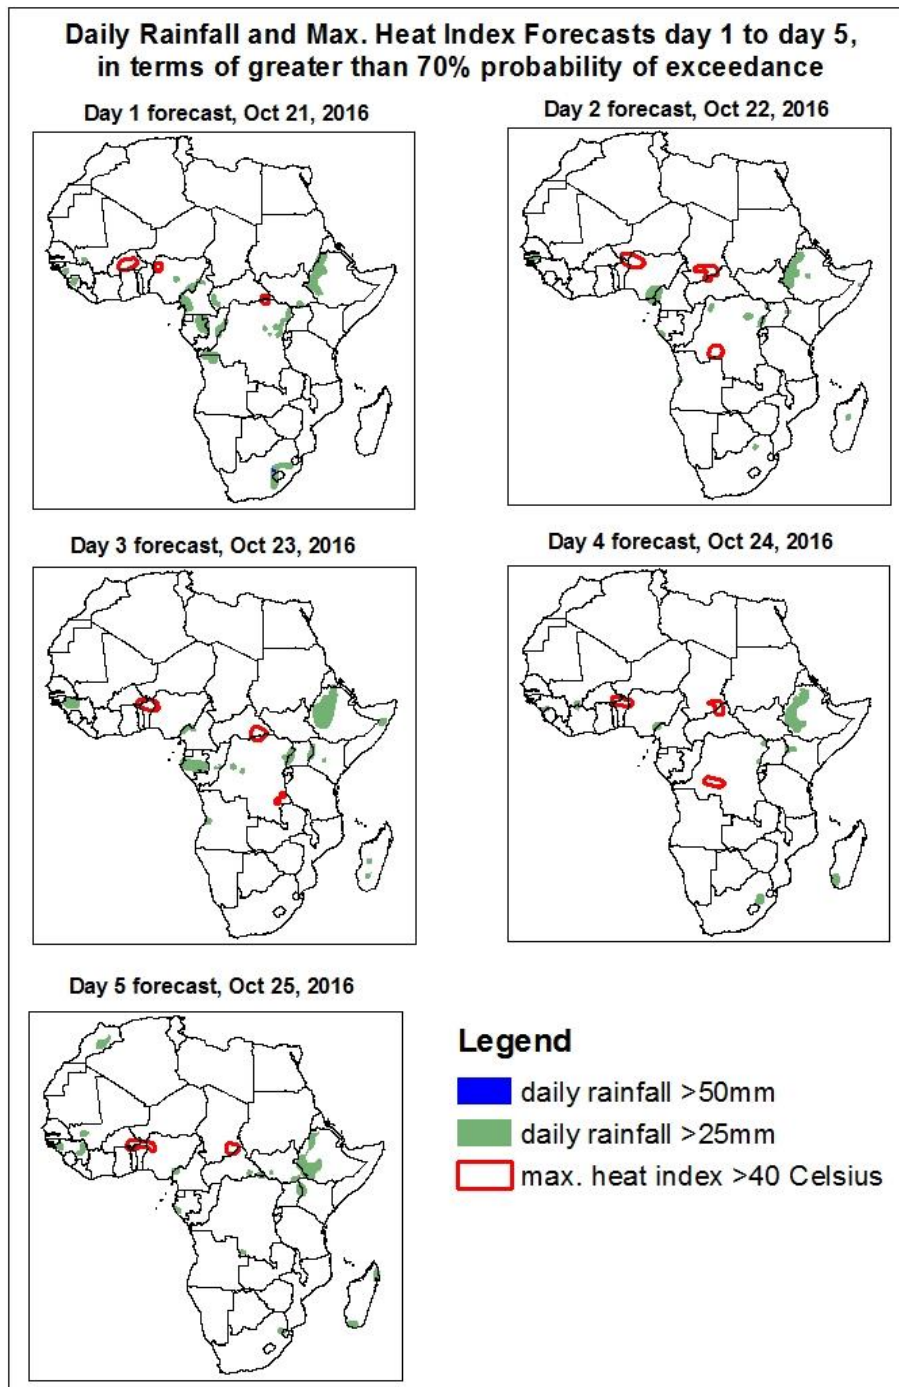 Daily Rainfall and Max. Heat Index Forecasts day 1 to day 5,
in terms of greater than 70% probability of exceedance
Day 1 forecast, Oct 21, 2016
Day 2 forecast, Oct 22, 2016
Day 3 forecast, Oct 23, 2016
Day 4 forecast, Oct 24, 2016
Day 5 forecast, Oct 25, 2016
Legend
daily rainfall >50mm
daily rainfall >25mm
max. heat index >40 Celsius